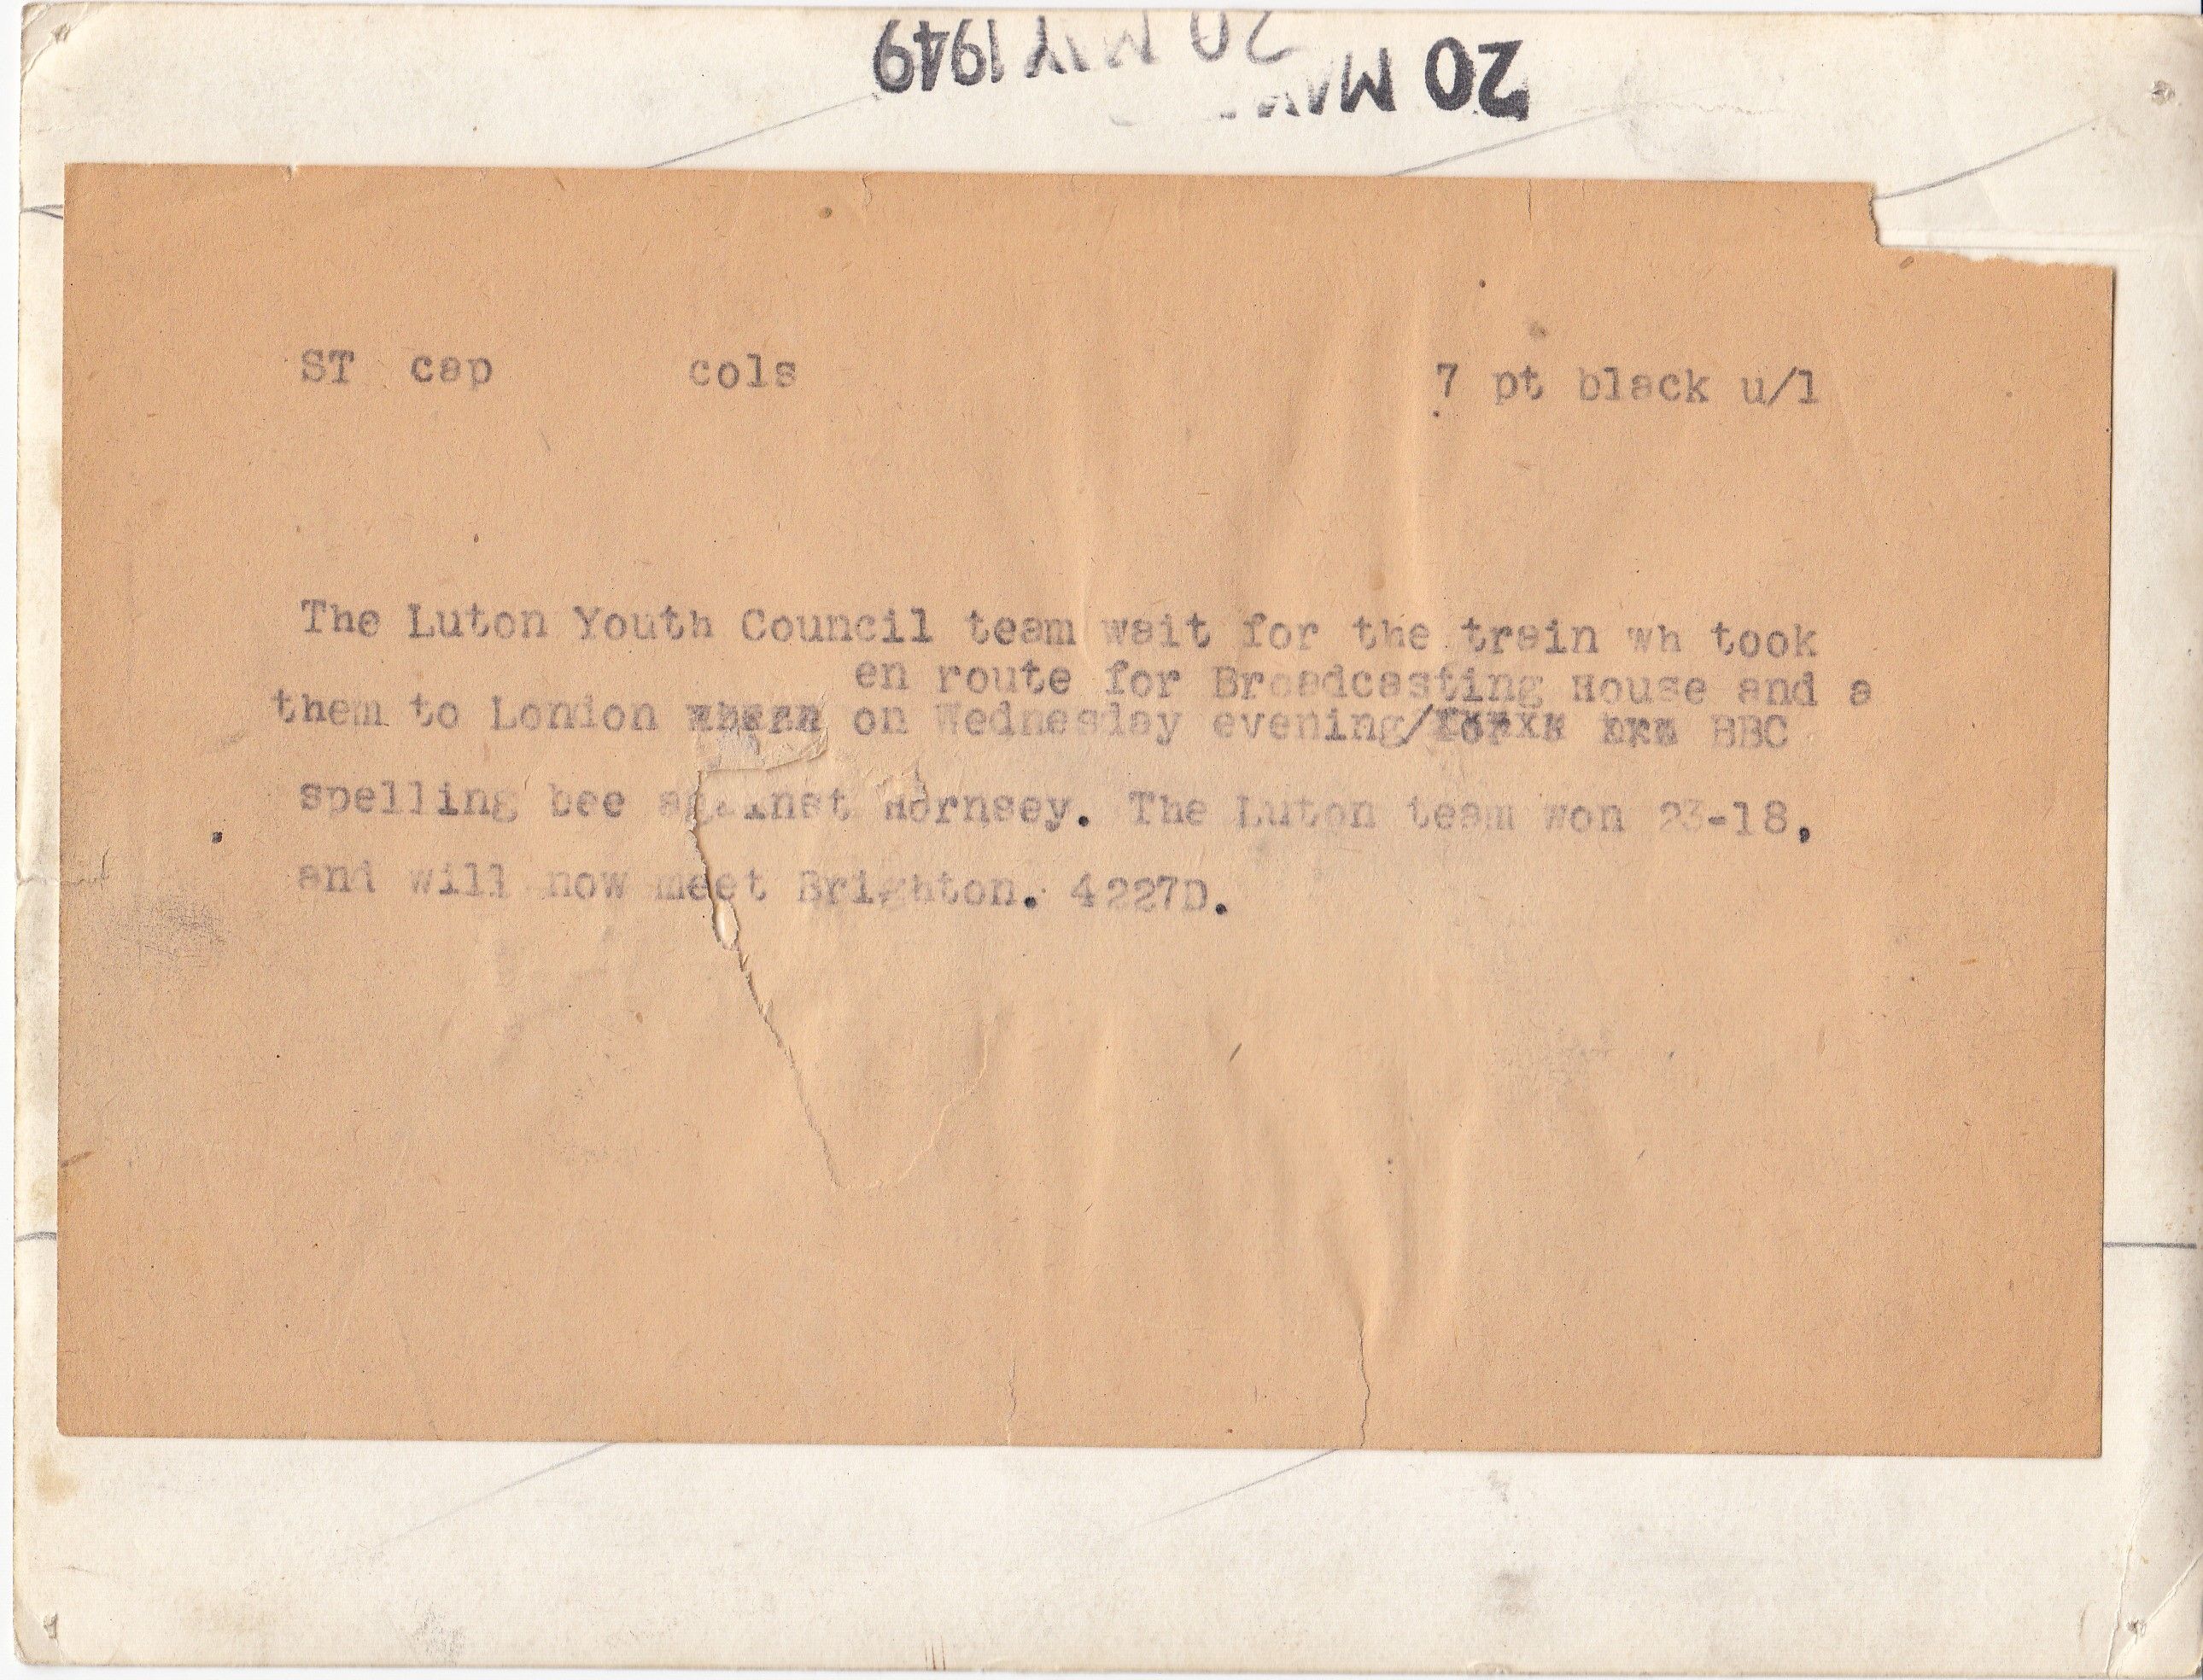 20 MAY 1949
20 MAY
ST cap cols 7 pt black u/l
The Luton Youth Council team wait for the train wh took
en route for Broadcasting House and a
them to London on Wednesday evening/ BBC
spelling bee against Hornsey. The Luton team won 23-18,
and will now meet Brighton. 4227D.